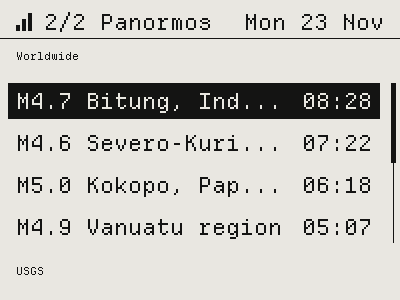 2/2 Panormos Mon 23 Nov
Worldwide
M4.7 Bitung, Ind... 08:28
M4.6 Severo-Kuri... 07:22
M5.0 Kokopo, Pap... 06:18
M4.9 Vanuatu region 05:07
USGS